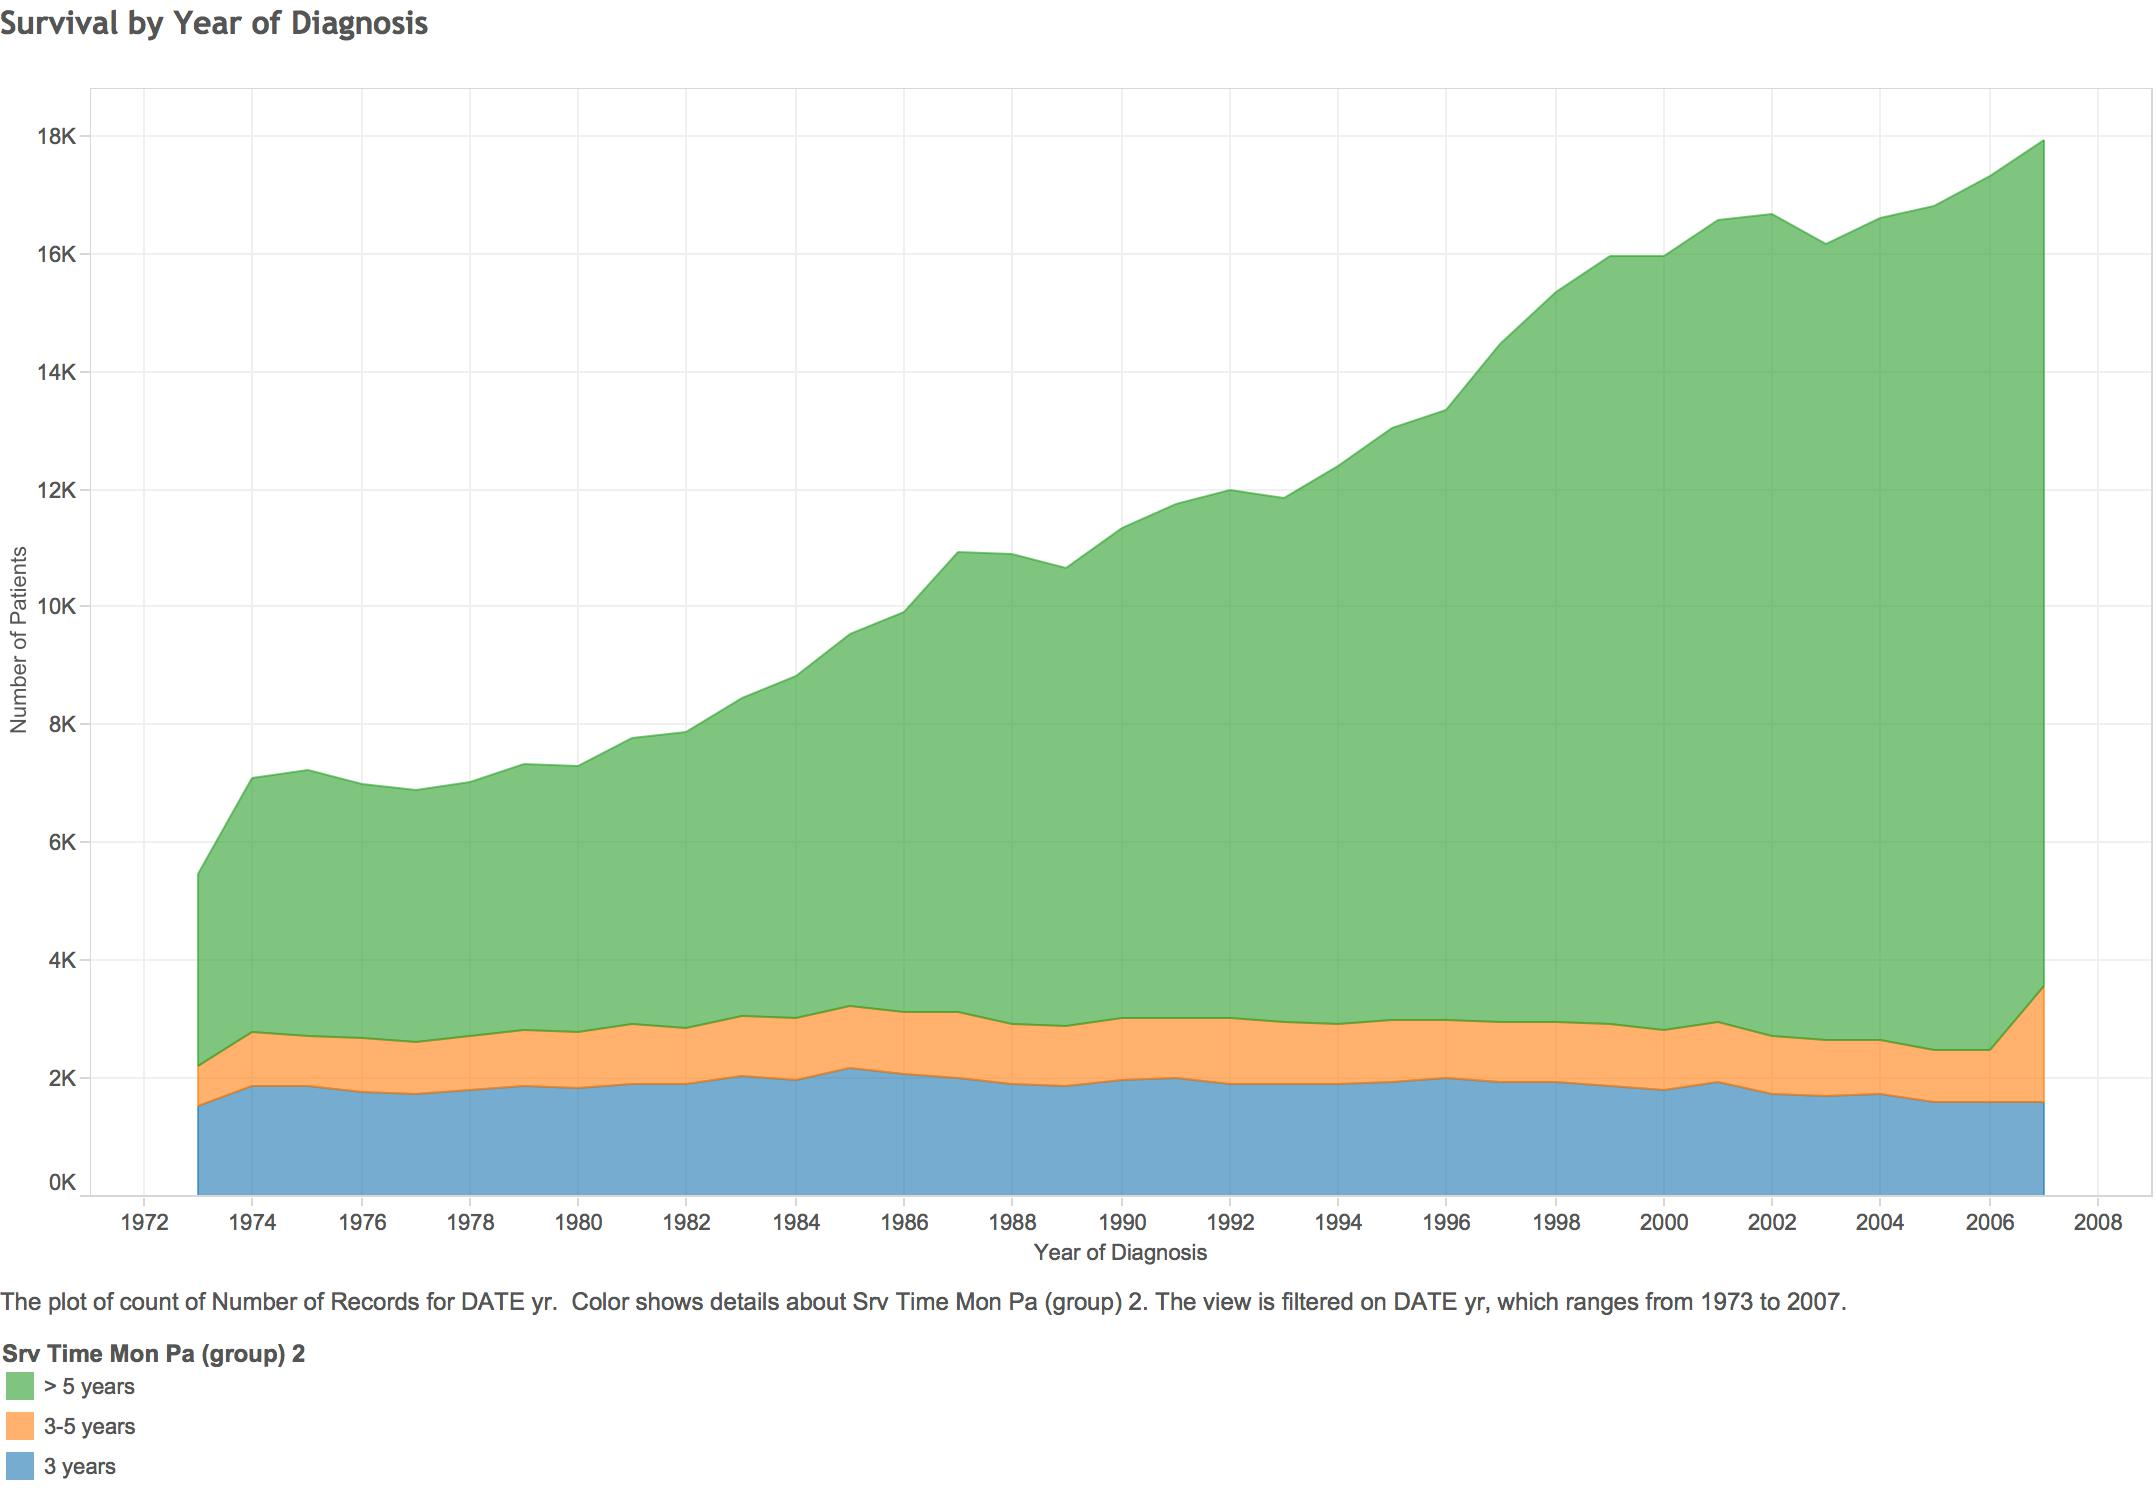 Survival by Year of Diagnosis
18K
16K
14K
12K
10K
8K
6K
4K
2K
0K
Number of Patients
1972 1974 1976 1978 1980 1982 1984 1986 1988 1990 1992 1994 1996 1998 2000 2002 2004 2006 2008
Year of Diagnosis
The plot of count of Number of Records for DATE yr.  Color shows details about Srv Time Mon Pa (group) 2. The view is filtered on DATE yr, which ranges from 1973 to 2007.
Srv Time Mon Pa (group) 2
> 5 years
3-5 years
3 years